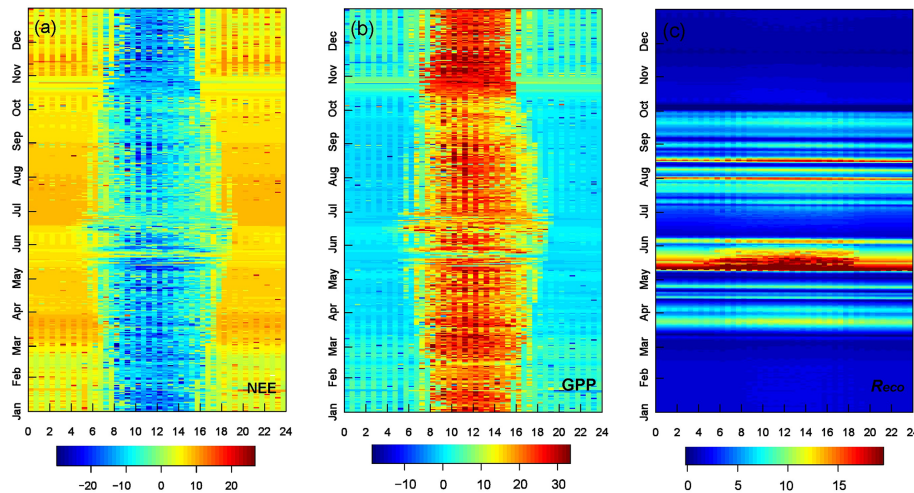 (a)
Dec
Nov
Oct
Sep
Aug
Jul
Jun
May
Apr
Mar
Feb
Jan
NEE
0 2 4 6 8 10 12 14 16 18 20 22 24
−20 −10 0 10 20
(b)
Dec
Nov
Oct
Sep
Aug
Jul
Jun
May
Apr
Mar
Feb
Jan
GPP
0 2 4 6 8 10 12 14 16 18 20 22 24
−10 0 10 20 30
(c)
Dec
Nov
Oct
Sep
Aug
Jul
Jun
May
Apr
Mar
Feb
Jan
Reco
0 2 4 6 8 10 12 14 16 18 20 22 24
0 5 10 15